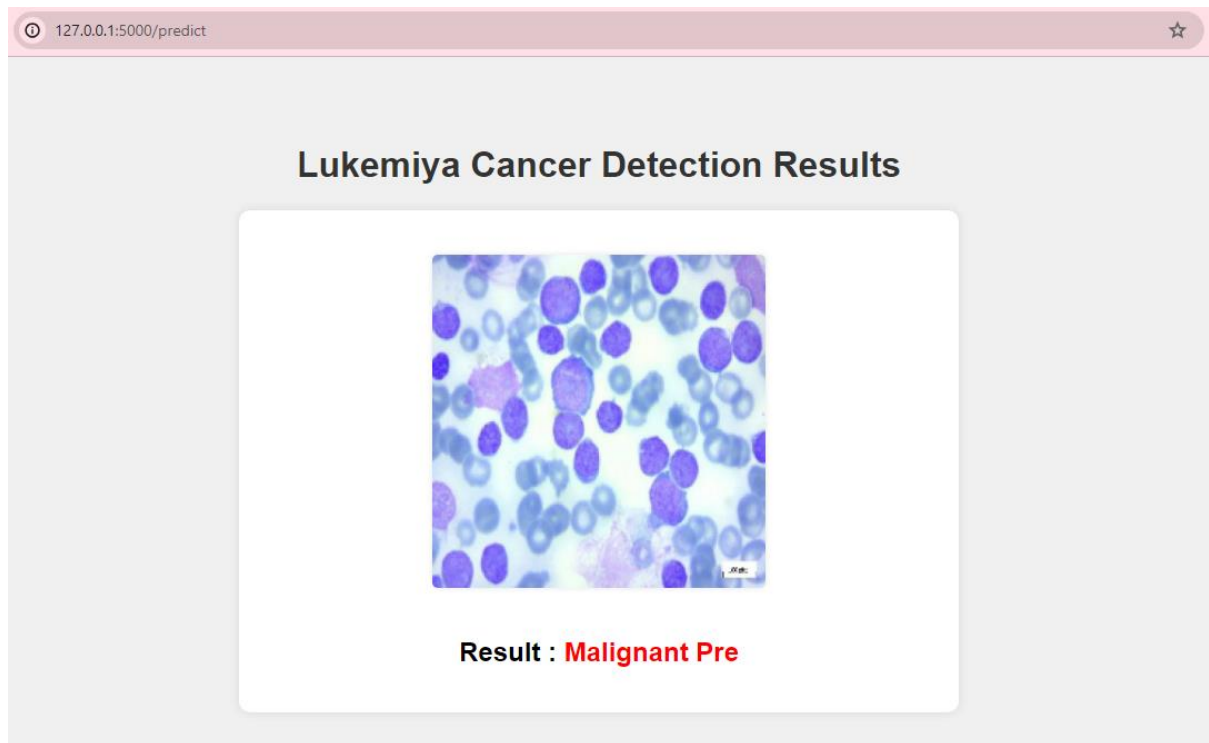 127.0.0.1:5000/predict
Lukemiya Cancer Detection Results
Result : Malignant Pre